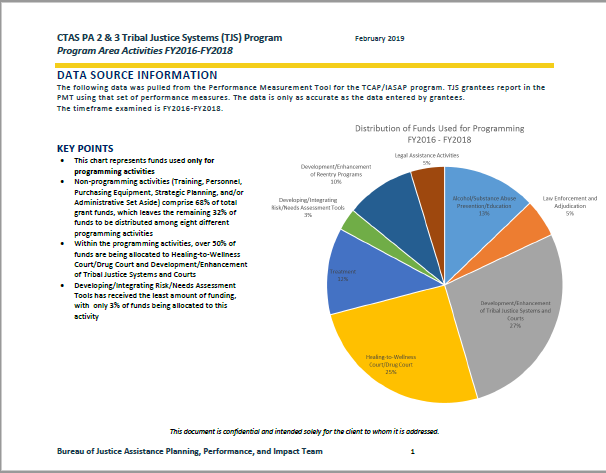 CTAS PA 2 & 3 Tribal Justice Systems (TJS) Program
February 2019
Program Area Activities FY2016-FY2018
DATA SOURCE INFORMATION
The following data was pulled from the Performance Measurement Tool for the TCAP/IASAP program. TJS grantees report in the
PMT using that set of performance measures. The data is only as accurate as the data entered by grantees.
The timeframe examined is FY2016-FY2018.
KEY POINTS
• This chart represents funds used only for
programming activities
• Non-programming activities (Training, Personnel,
Purchasing Equipment, Strategic Planning, and/or
Administrative Set Aside) comprise 68% of total
grant funds, which leaves the remaining 32% of
funds to be distributed among eight different
programming activities
• Within the programming activities, over 50% of
funds are being allocated to Healing-to-Wellness
Court/Drug Court and Development/Enhancement
of Tribal Justice Systems and Courts
• Developing/Integrating Risk/Needs Assessment
Tools has received the least amount of funding,
with only 3% of funds being allocated to this
activity
Distribution of Funds Used for Programming
FY2016 - FY2018
Legal Assistance Activities
5%
Development/Enhancement
of Reentry Programs
10%
Developing/Integrating
Risk/Needs Assessment Tools
3%
Alcohol/Substance Abuse
Prevention/Education
13%
Law Enforcement and
Adjudication
5%
Treatment
12%
Development/Enhancement
of Tribal Justice Systems and
Courts
27%
Healing-to-Wellness
Court/Drug Court
25%
This document is confidential and intended solely for the client to whom it is addressed.
Bureau of Justice Assistance Planning, Performance, and Impact Team
1